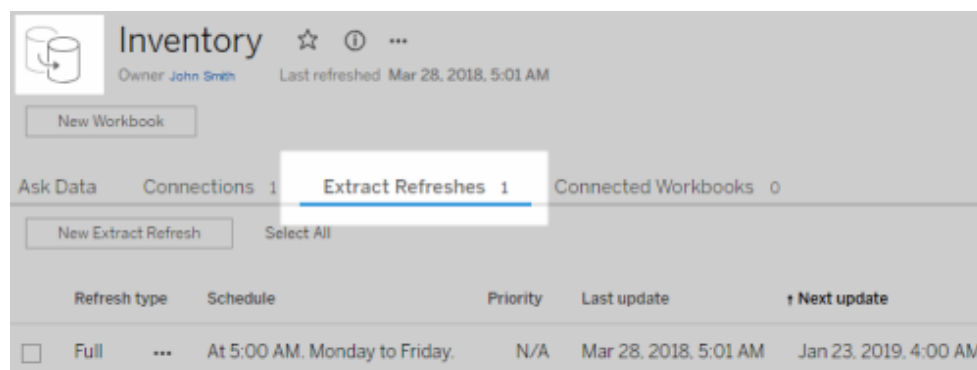 Inventory
Owner John Smith Last refreshed Mar 28, 2018, 5:01 AM
New Workbook
Ask Data Connections 1 Extract Refreshes 1 Connected Workbooks 0
New Extract Refresh Select All
Refresh type Schedule Priority Last update ↑ Next update
Full ••• At 5:00 AM. Monday to Friday. N/A Mar 28, 2018, 5:01 AM Jan 23, 2019, 4:00 AM